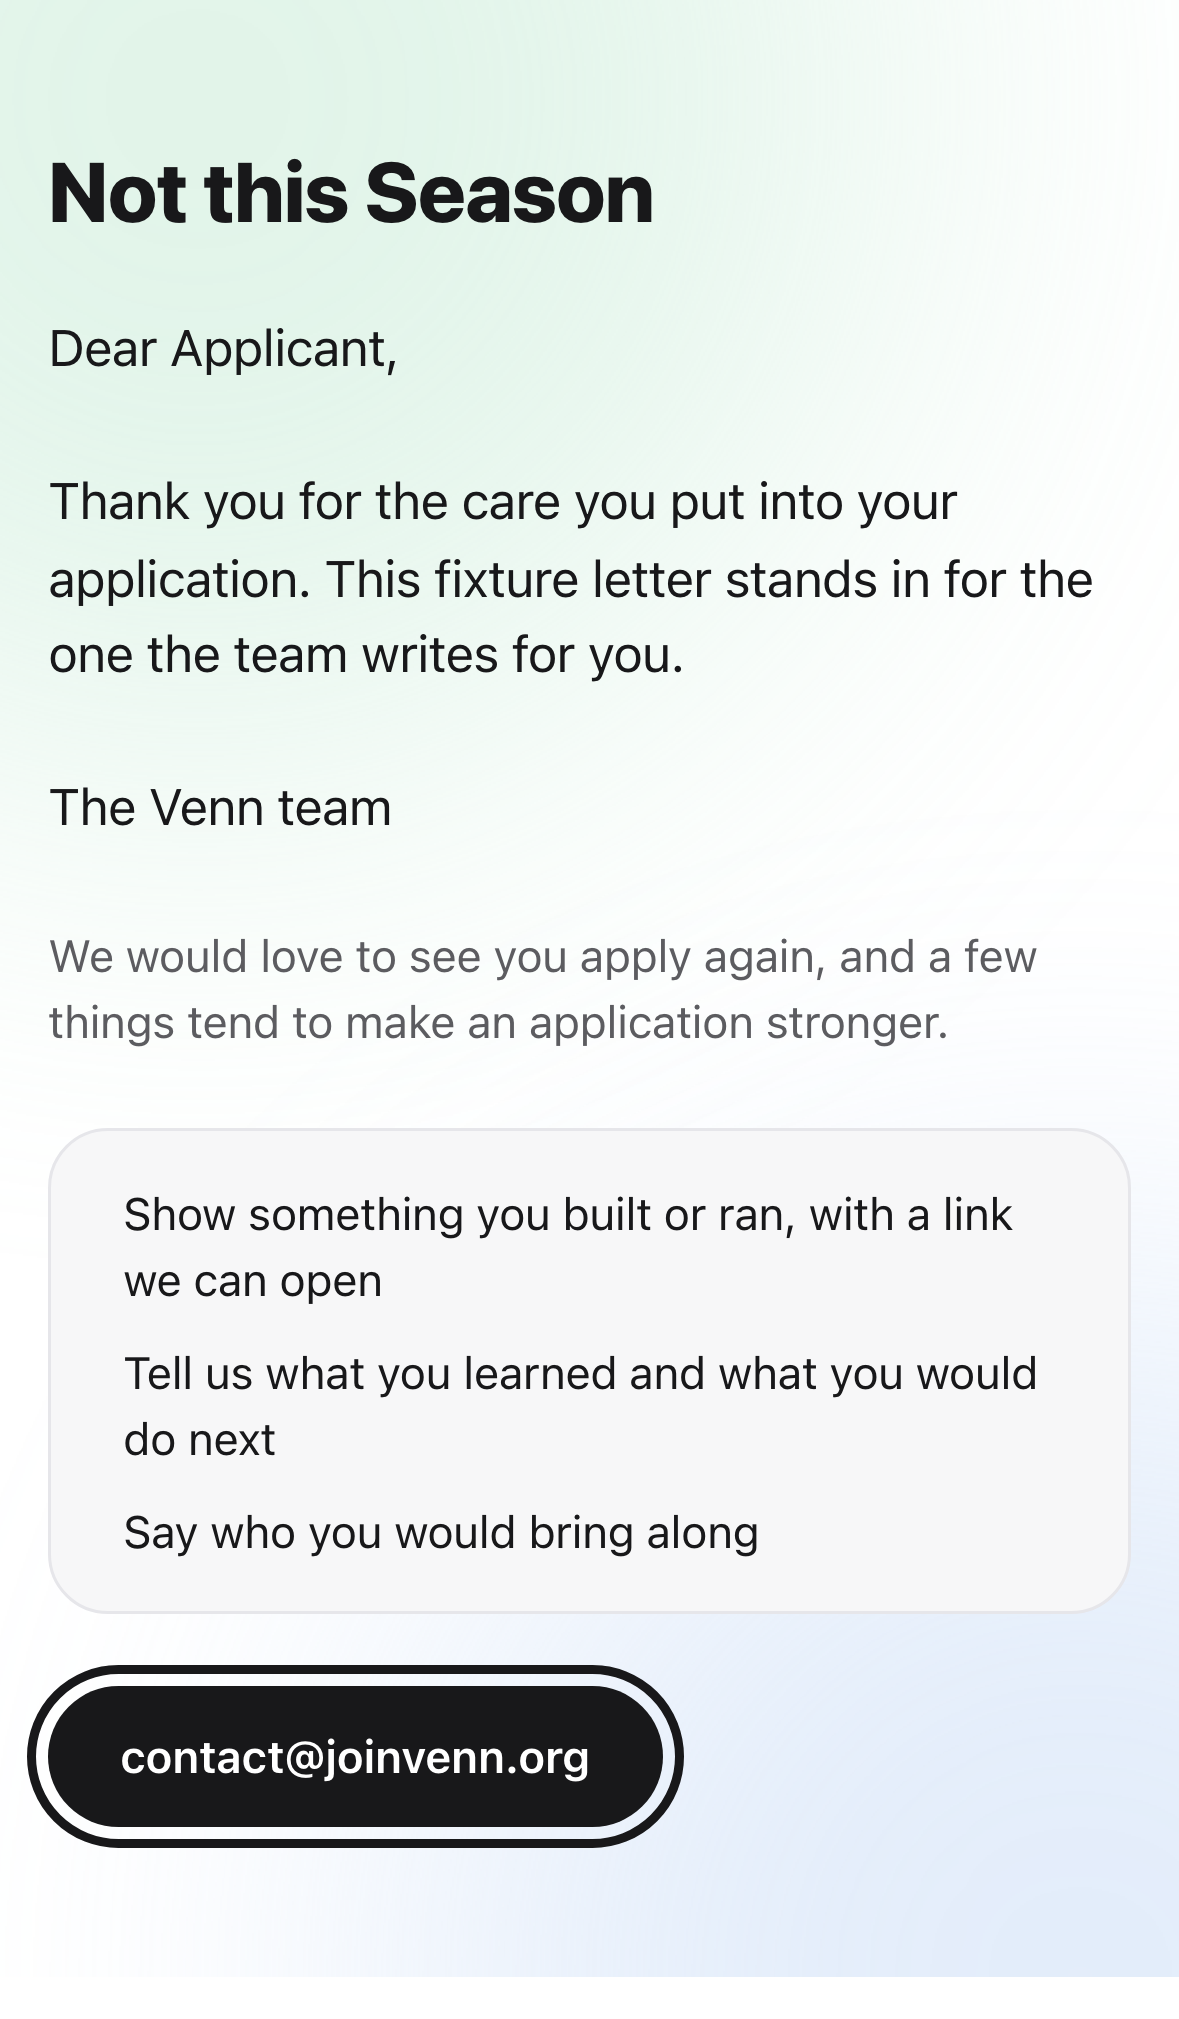 Not this Season
Dear Applicant,
Thank you for the care you put into your
application. This fixture letter stands in for the
one the team writes for you.
The Venn team
We would love to see you apply again, and a few
things tend to make an application stronger.
Show something you built or ran, with a link
we can open
Tell us what you learned and what you would
do next
Say who you would bring along
contact@joinvenn.org